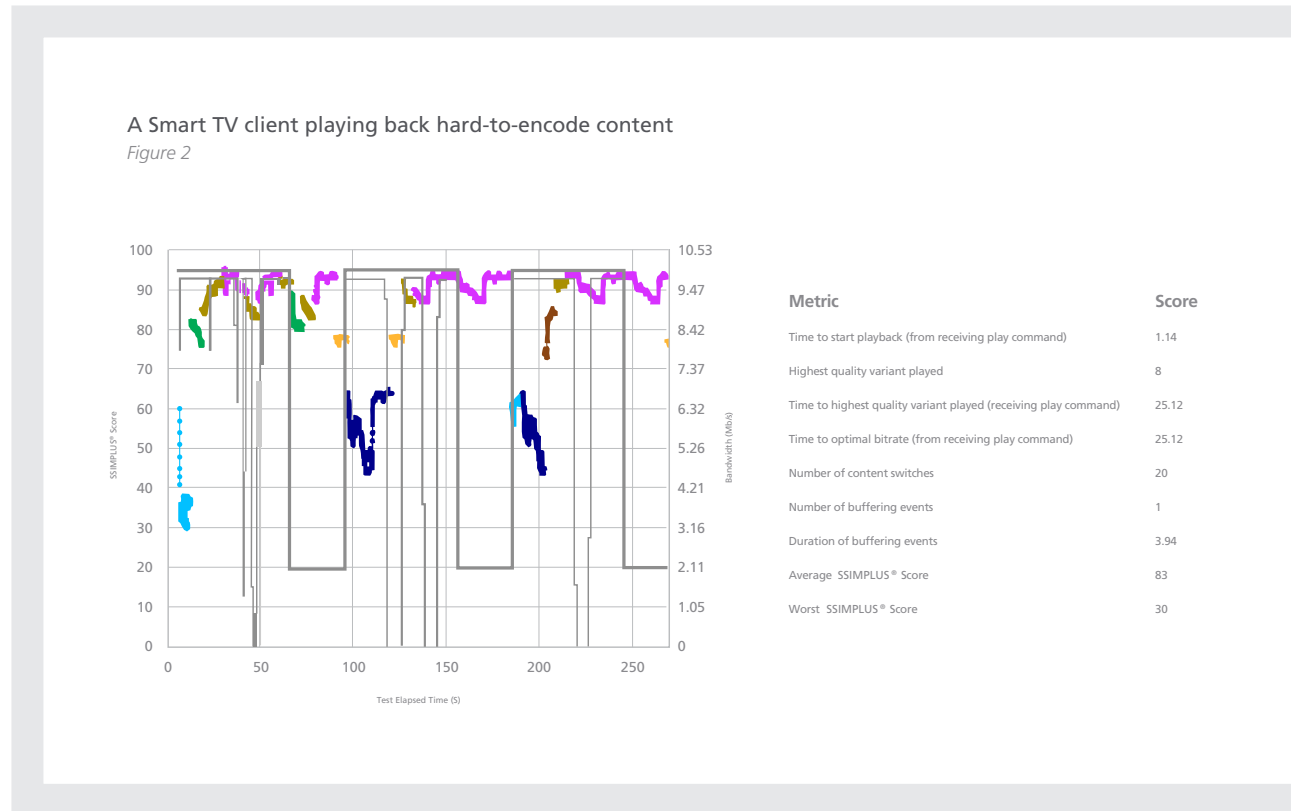 A Smart TV client playing back hard-to-encode content
Figure 2
100
90
80
70
60
50
40
30
20
10
0
SSIMPLUS® Score
0
50
100
150
200
250
Test Elapsed Time (S)
10.53
9.47
8.42
7.37
6.32
5.26
4.21
3.16
2.11
1.05
0
Bandwidth (Mb/s)
Metric Score
Time to start playback (from receiving play command) 1.14
Highest quality variant played 8
Time to highest quality variant played (receiving play command) 25.12
Time to optimal bitrate (from receiving play command) 25.12
Number of content switches 20
Number of buffering events 1
Duration of buffering events 3.94
Average SSIMPLUS® Score 83
Worst SSIMPLUS® Score 30